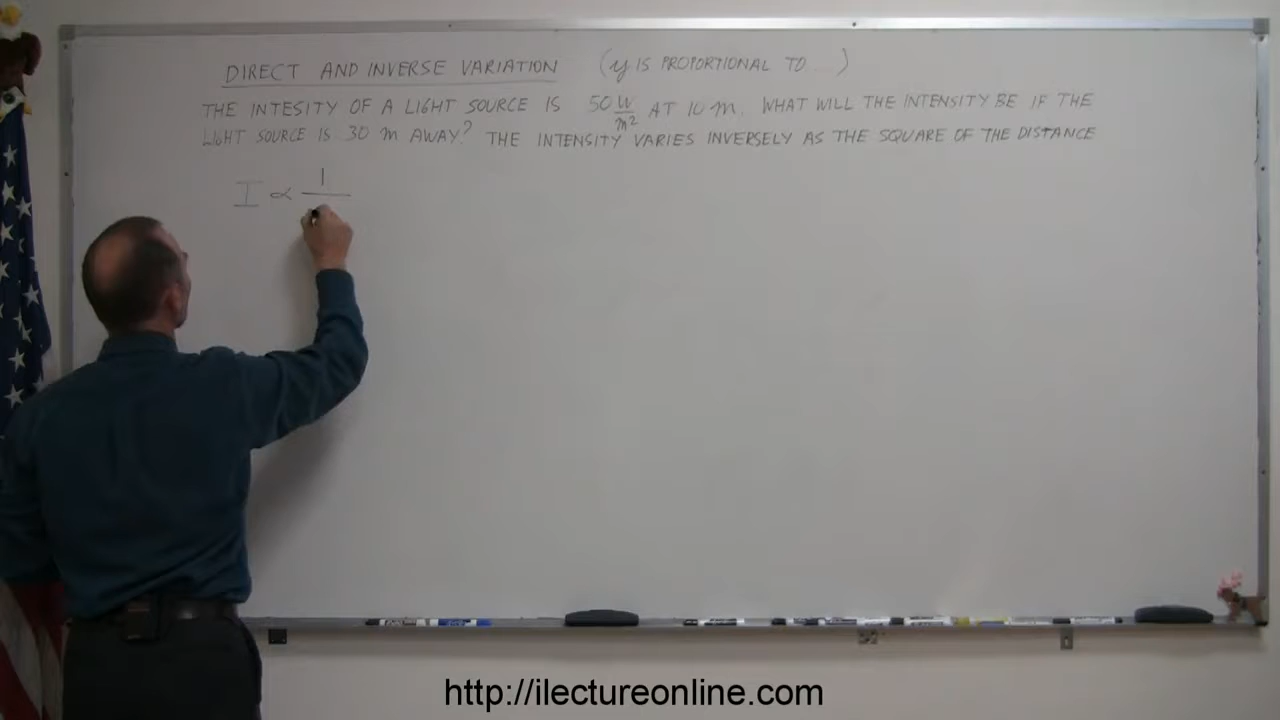 DIRECT AND INVERSE VARIATION (y IS PROPORTIONAL TO ....)
THE INTESITY OF A LIGHT SOURCE IS 50 W/m² AT 10 m. WHAT WILL THE INTENSITY BE IF THE
LIGHT SOURCE IS 30 m AWAY? THE INTENSITY VARIES INVERSELY AS THE SQUARE OF THE DISTANCE
I ∝ 1/
http://ilectureonline.com